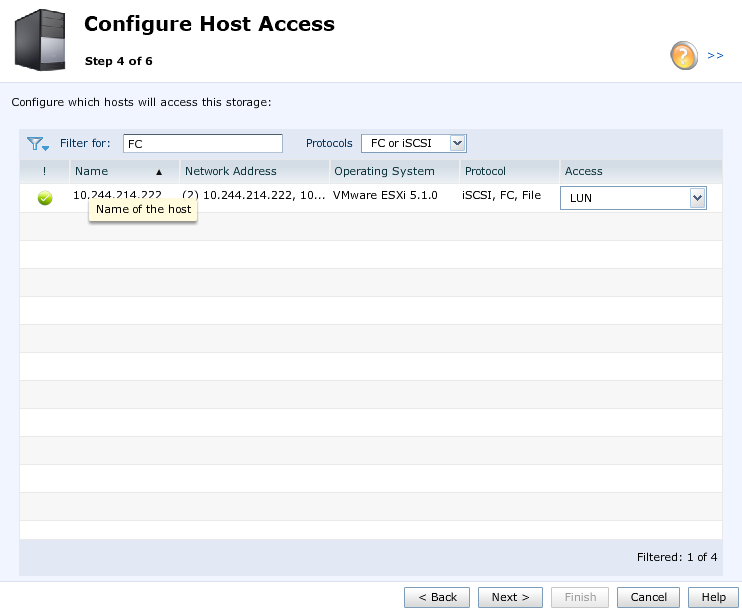 Configure Host Access
Step 4 of 6
? >>
Configure which hosts will access this storage:
Filter for: FC Protocols FC or iSCSI
! Name Network Address Operating System Protocol Access
10.244.214.222 (2) 10.244.214.222, 10... VMware ESXi 5.1.0 iSCSI, FC, File LUN
Name of the host
Filtered: 1 of 4
< Back Next > Finish Cancel Help